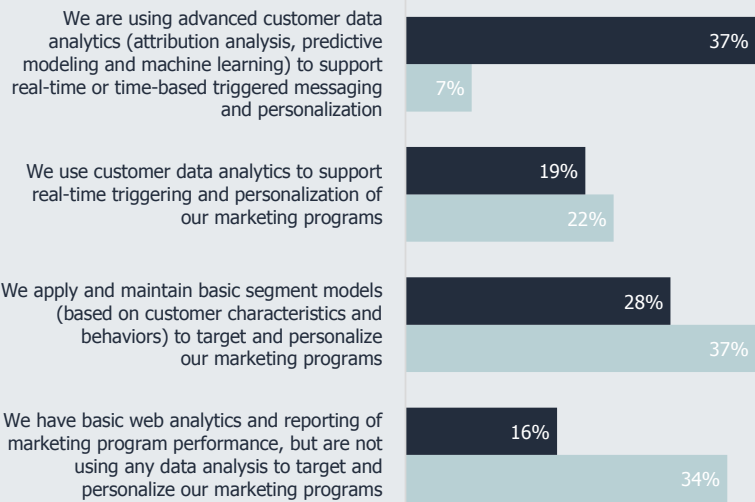 We are using advanced customer data
analytics (attribution analysis, predictive
modeling and machine learning) to support
real-time or time-based triggered messaging
and personalization
37%
7%
We use customer data analytics to support
real-time triggering and personalization of
our marketing programs
19%
22%
We apply and maintain basic segment models
(based on customer characteristics and
behaviors) to target and personalize
our marketing programs
28%
37%
We have basic web analytics and reporting of
marketing program performance, but are not
using any data analysis to target and
personalize our marketing programs
16%
34%